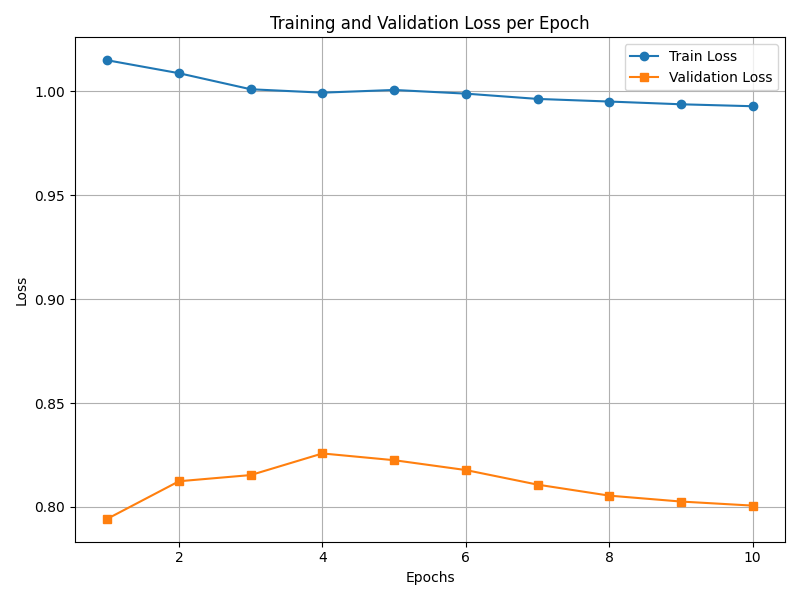 Training and Validation Loss per Epoch
Train Loss
Validation Loss
1.00
0.95
0.90
0.85
0.80
Loss
2
4
6
8
10
Epochs